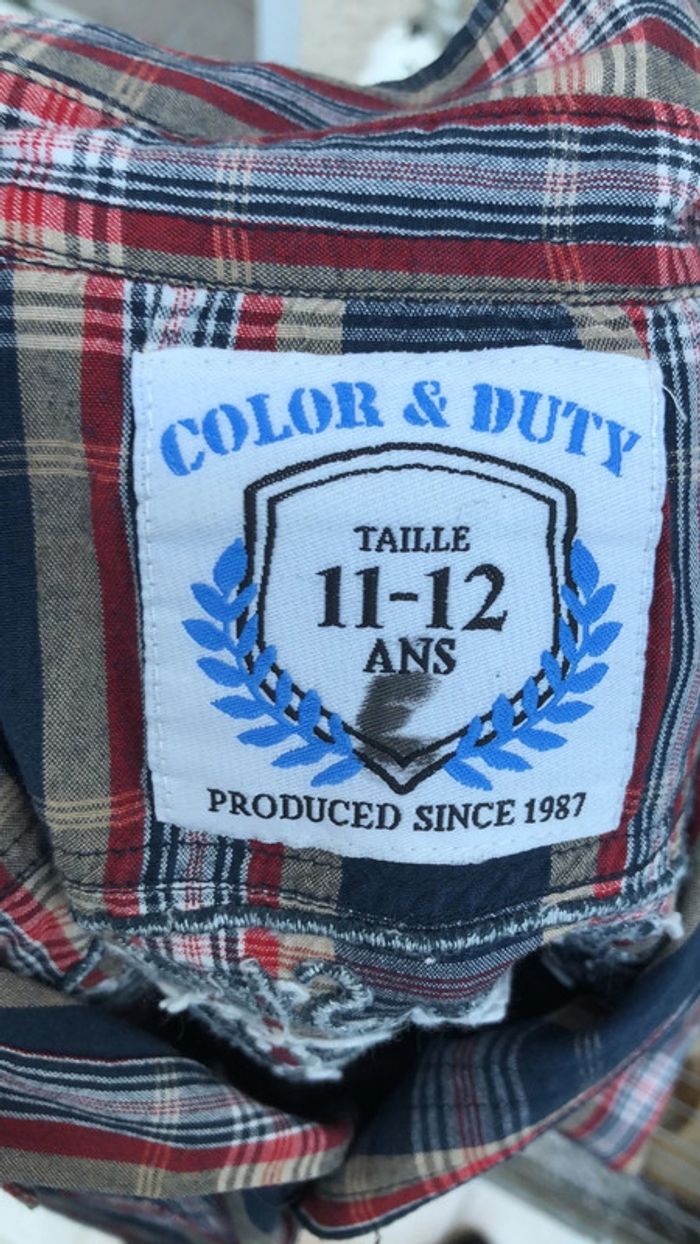 COLOR & DUTY
TAILLE
11-12
ANS
PRODUCED SINCE 1987